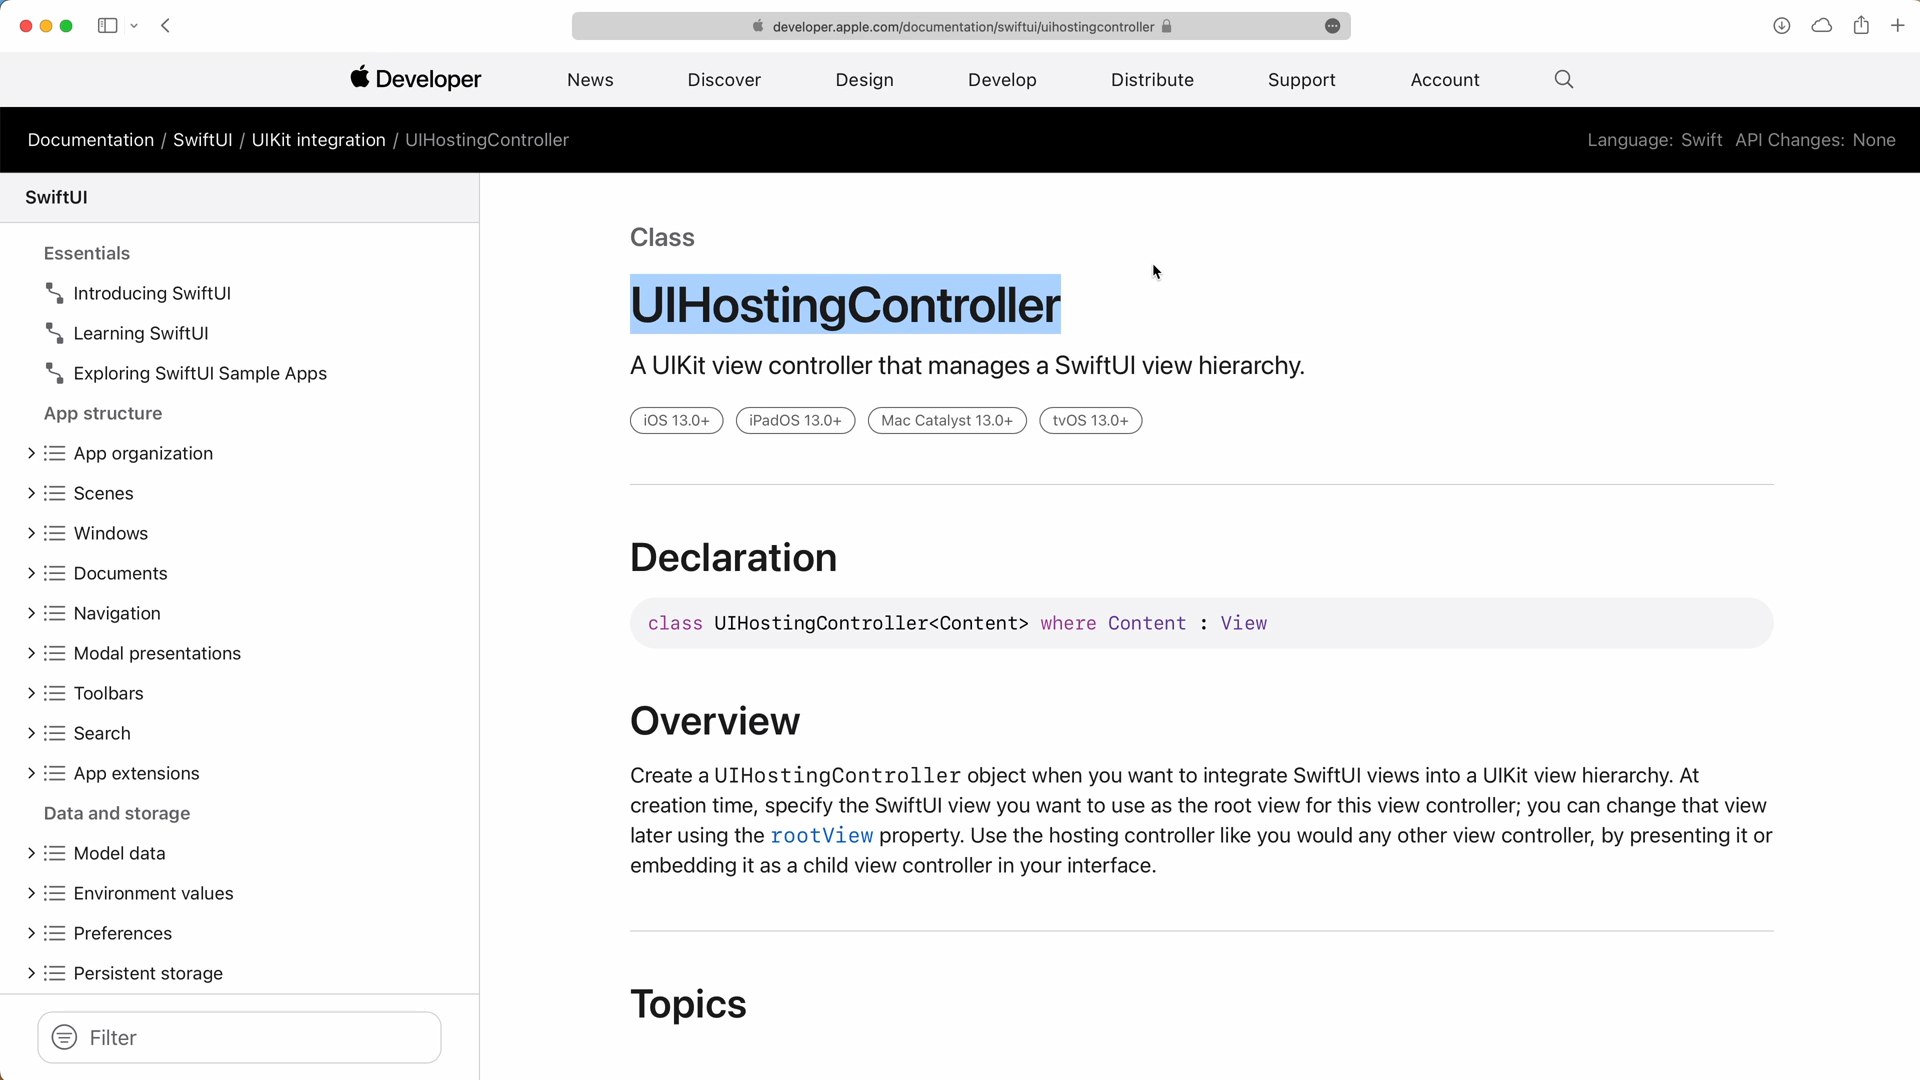 developer.apple.com/documentation/swiftui/uihostingcontroller
Developer
News
Discover
Design
Develop
Distribute
Support
Account
Documentation / SwiftUI / UIKit integration / UIHostingController
Language: Swift API Changes: None
SwiftUI
Essentials
Introducing SwiftUI
Learning SwiftUI
Exploring SwiftUI Sample Apps
App structure
App organization
Scenes
Windows
Documents
Navigation
Modal presentations
Toolbars
Search
App extensions
Data and storage
Model data
Environment values
Preferences
Persistent storage
Filter
Class
UIHostingController
A UIKit view controller that manages a SwiftUI view hierarchy.
iOS 13.0+
iPadOS 13.0+
Mac Catalyst 13.0+
tvOS 13.0+
Declaration
class UIHostingController<Content> where Content : View
Overview
Create a UIHostingController object when you want to integrate SwiftUI views into a UIKit view hierarchy. At
creation time, specify the SwiftUI view you want to use as the root view for this view controller; you can change that view
later using the rootView property. Use the hosting controller like you would any other view controller, by presenting it or
embedding it as a child view controller in your interface.
Topics